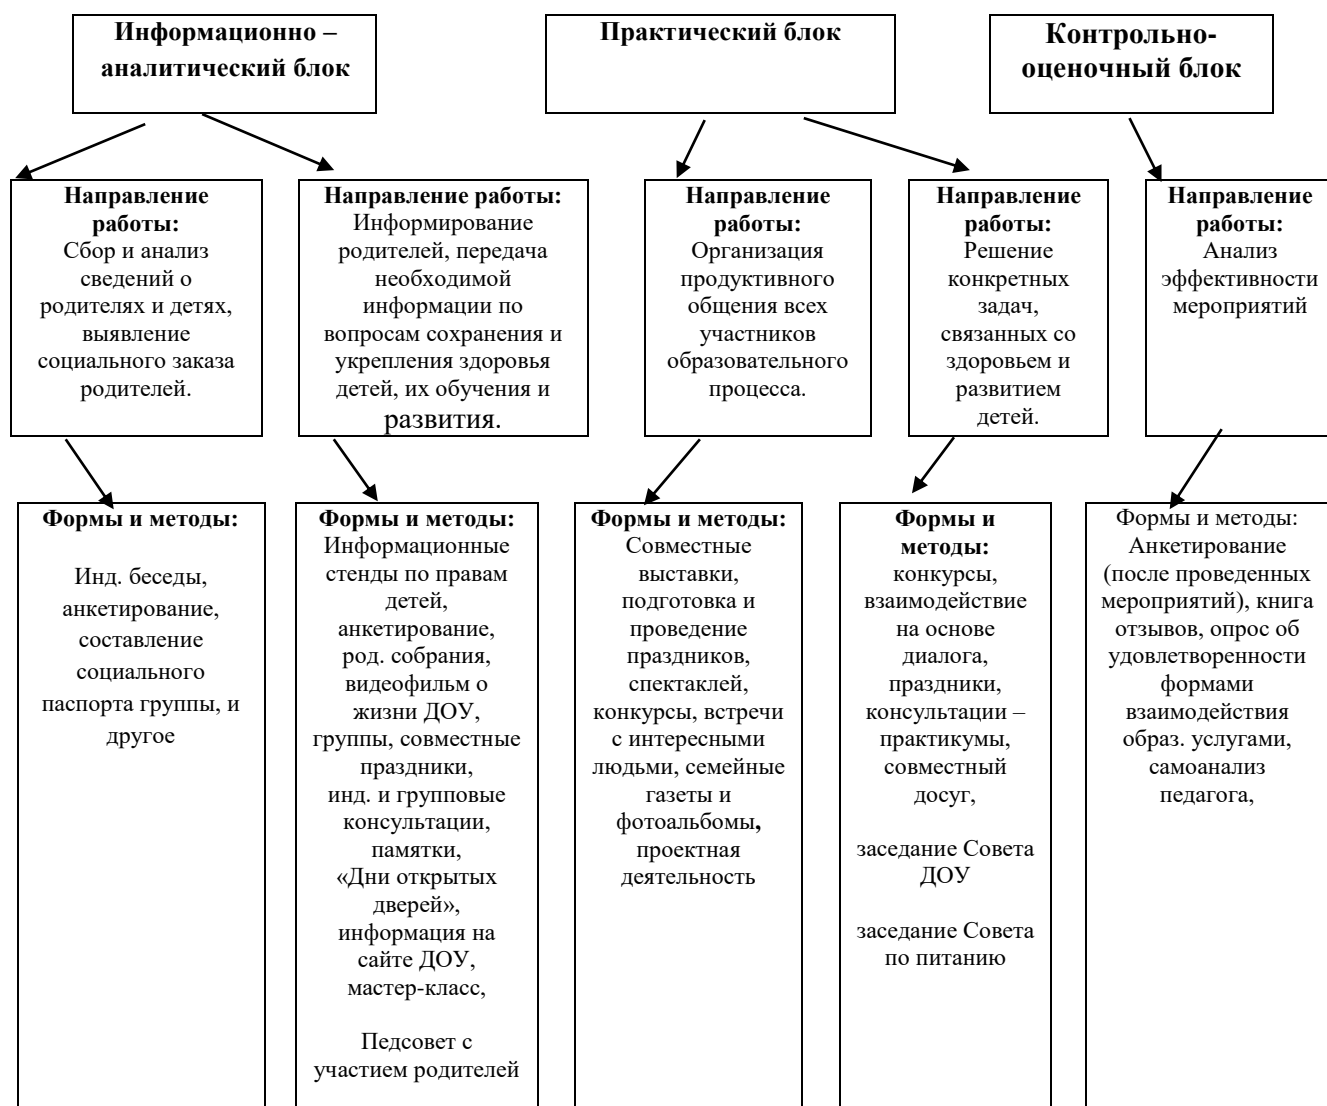 Информационно –
аналитический блок
Практический блок
Контрольно-
оценочный блок
Направление
работы:
Сбор и анализ
сведений о
родителях и детях,
выявление
социального заказа
родителей.
Направление работы:
Информирование
родителей, передача
необходимой
информации по
вопросам сохранения и
укрепления здоровья
детей, их обучения и
развития.
Направление
работы:
Организация
продуктивного
общения всех
участников
образовательного
процесса.
Направление
работы:
Решение
конкретных
задач,
связанных со
здоровьем и
развитием
детей.
Направление
работы:
Анализ
эффективности
мероприятий
Формы и методы:
Инд. беседы,
анкетирование,
составление
социального
паспорта группы, и
другое
Формы и методы:
Информационные
стенды по правам
детей,
анкетирование,
род. собрания,
видеофильм о
жизни ДОУ,
группы, совместные
праздники,
инд. и групповые
консультации,
памятки,
«Дни открытых
дверей»,
информация на
сайте ДОУ,
мастер-класс,
Педсовет с
участием родителей
Формы и методы:
Совместные
выставки,
подготовка и
проведение
праздников,
спектаклей,
конкурсы, встречи
с интересными
людьми, семейные
газеты и
фотоальбомы,
проектная
деятельность
Формы и
методы:
конкурсы,
взаимодействие
на основе
диалога,
праздники,
консультации –
практикумы,
совместный
досуг,
заседание Совета
ДОУ
заседание Совета
по питанию
Формы и методы:
Анкетирование
(после проведенных
мероприятий), книга
отзывов, опрос об
удовлетворенности
формами
взаимодействия
образ. услугами,
самоанализ
педагога,